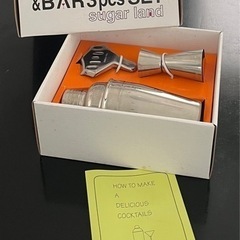 &BAR3pcsSET
sugar land
HOW TO MAKE
A
DELICIOUS
COCKTAILS